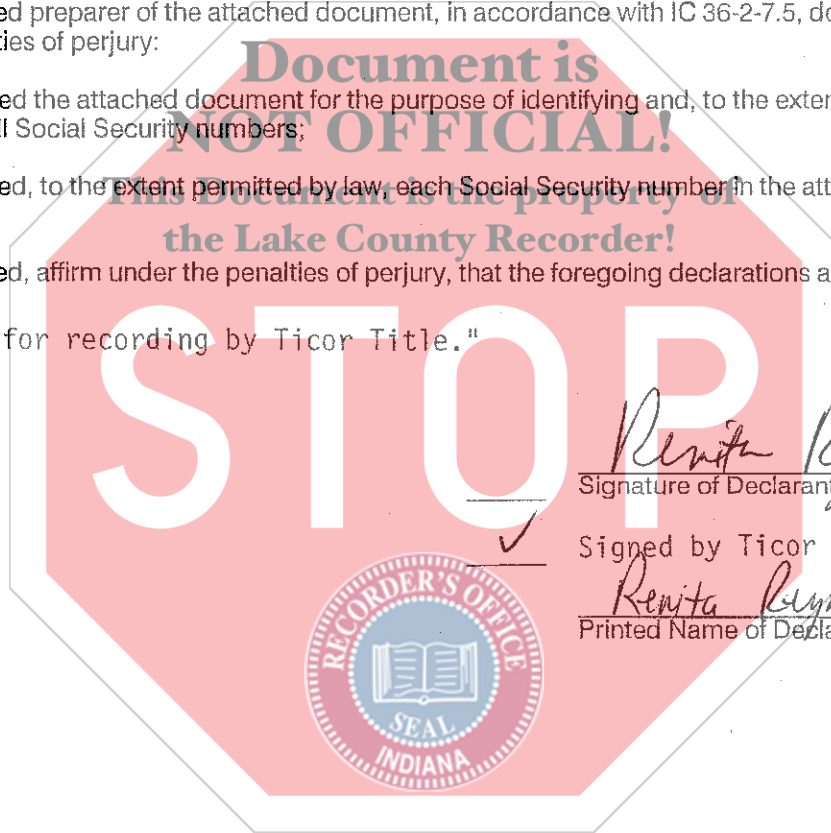 ed preparer of the attached document, in accordance with IC 36-2-7.5, do
ties of perjury:
Document is
ed the attached document for the purpose of identifying and, to the exten
ll Social Security numbers;
NOT OFFICIAL!
ed, to the extent permitted by law, each Social Security number in the att
This Document is the property of
the Lake County Recorder!
ed, affirm under the penalties of perjury, that the foregoing declarations a
for recording by Ticor Title."
STOP
Renita
Signature of Declarant
✓
Signed by Ticor
Renita
Printed Name of Decla
RECORDER'S OFFICE
SEAL
INDIANA